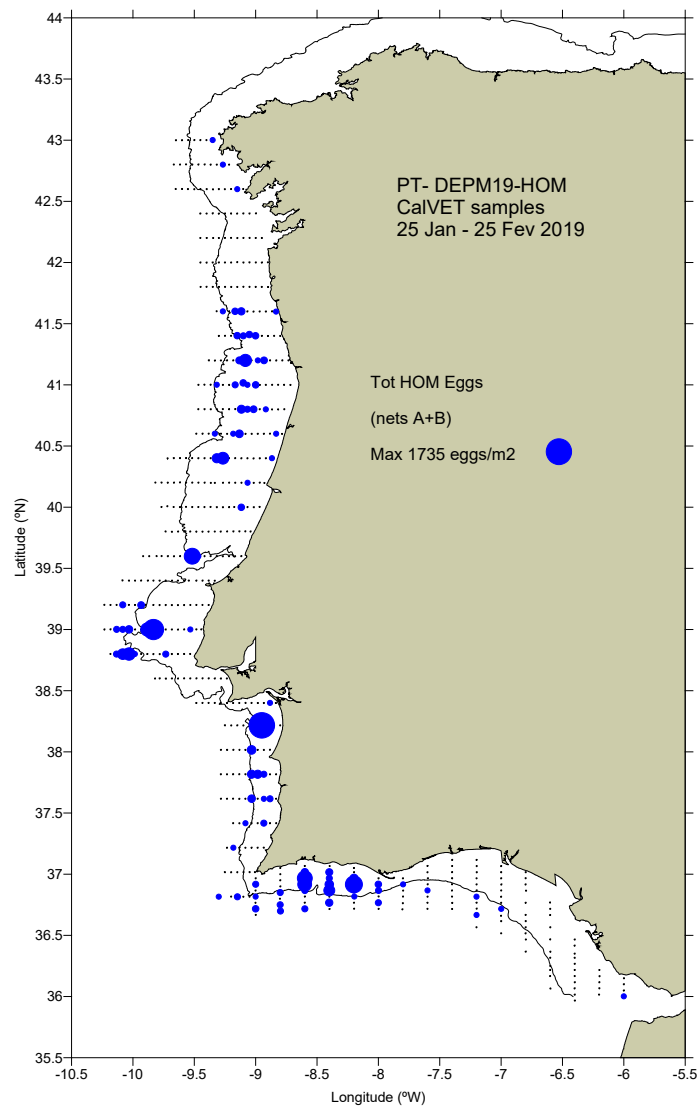 44
43.5
43
42.5
42
41.5
41
40.5
40
39.5
39
38.5
38
37.5
37
36.5
36
35.5
Latitude (ºN)
PT- DEPM19-HOM
CalVET samples
25 Jan - 25 Fev 2019
Tot HOM Eggs
(nets A+B)
Max 1735 eggs/m2
-10.5 -10 -9.5 -9 -8.5 -8 -7.5 -7 -6.5 -6 -5.5
Longitude (ºW)